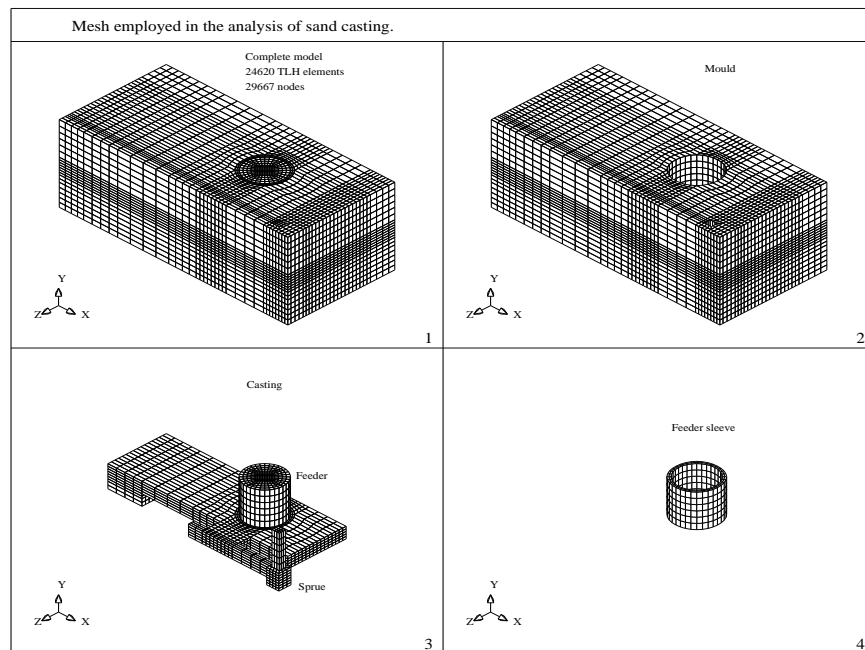 Mesh employed in the analysis of sand casting.
Complete model
24620 TLH elements
29667 nodes
Y
Z X
1
Mould
Y
Z X
2
Casting
Feeder
Sprue
Y
Z X
3
Feeder sleeve
Y
Z X
4